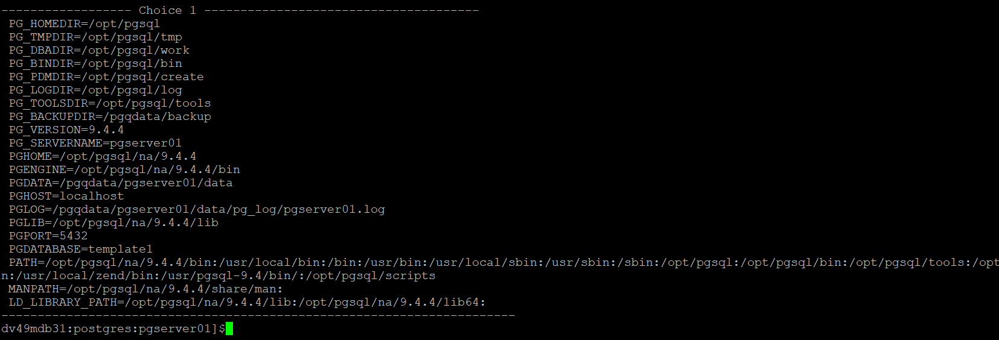 ------------------ Choice 1 --------------------------------------
PG_HOMEDIR=/opt/pgsql
PG_TMPDIR=/opt/pgsql/tmp
PG_DBADIR=/opt/pgsql/work
PG_BINDIR=/opt/pgsql/bin
PG_PDMDIR=/opt/pgsql/create
PG_LOGDIR=/opt/pgsql/log
PG_TOOLSDIR=/opt/pgsql/tools
PG_BACKUPDIR=/pgqdata/backup
PG_VERSION=9.4.4
PG_SERVERNAME=pgserver01
PGHOME=/opt/pgsql/na/9.4.4
PGENGINE=/opt/pgsql/na/9.4.4/bin
PGDATA=/pgqdata/pgserver01/data
PGHOST=localhost
PGLOG=/pgqdata/pgserver01/data/pg_log/pgserver01.log
PGLIB=/opt/pgsql/na/9.4.4/lib
PGPORT=5432
PGDATABASE=template1
PATH=/opt/pgsql/na/9.4.4/bin:/usr/local/bin:/bin:/usr/bin:/usr/local/sbin:/usr/sbin:/sbin:/opt/pgsql:/opt/pgsql/bin:/opt/pgsql/tools:/opt
n:/usr/local/zend/bin:/usr/pgsql-9.4/bin/:/opt/pgsql/scripts
MANPATH=/opt/pgsql/na/9.4.4/share/man:
LD_LIBRARY_PATH=/opt/pgsql/na/9.4.4/lib:/opt/pgsql/na/9.4.4/lib64:
-----------------------------------------------------------------------
dv49mdb31:postgres:pgserver01]$